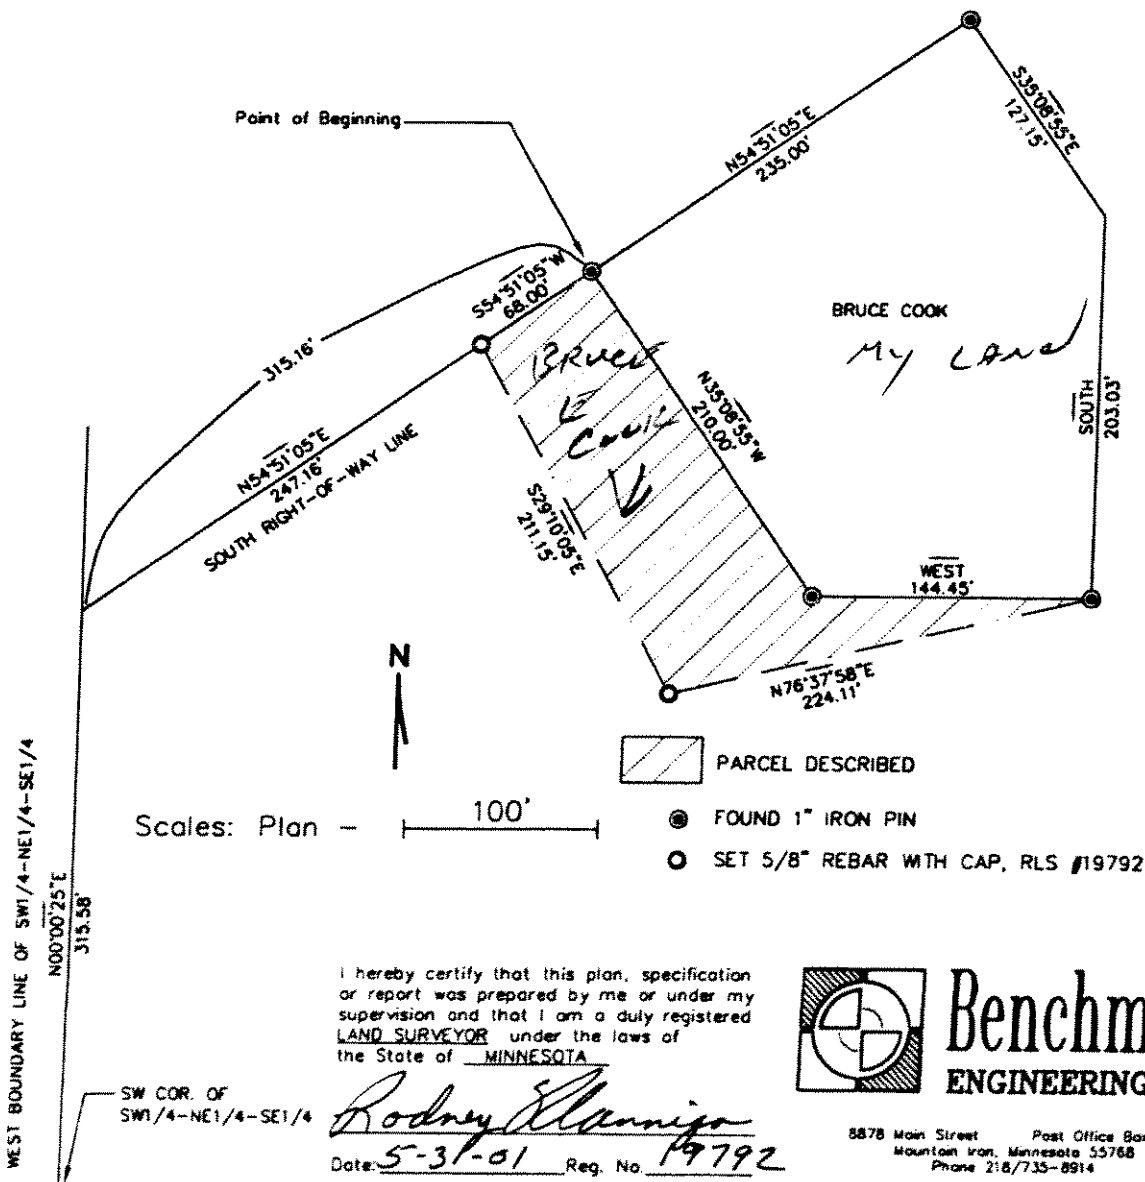 Point of Beginning
N54°51'05"E
235.00'
S35°08'55"E
127.15'
S54°51'05"W
68.00'
BRUCE COOK
My LAND
315.16'
BRUCE
COOK
N35°08'55"W
210.00'
SOUTH
203.03'
N54°51'05"E
247.16'
SOUTH RIGHT-OF-WAY LINE
S29°10'05"E
211.15'
WEST
144.45'
N
N76°37'58"E
224.11'
PARCEL DESCRIBED
Scales: Plan - 100'
FOUND 1" IRON PIN
SET 5/8" REBAR WITH CAP, RLS #19792
WEST BOUNDARY LINE OF SW1/4-NE1/4-SE1/4
N00°00'25"E
315.58'
I hereby certify that this plan, specification
or report was prepared by me or under my
supervision and that I am a duly registered
LAND SURVEYOR under the laws of
the State of MINNESOTA
SW COR. OF
SW1/4-NE1/4-SE1/4
Rodney Flannigan
Date: 5-31-01 Reg. No. 19792
Benchm
ENGINEERING
8878 Main Street Post Office Box
Mountain Iron, Minnesota 55768
Phone 218/735-8914